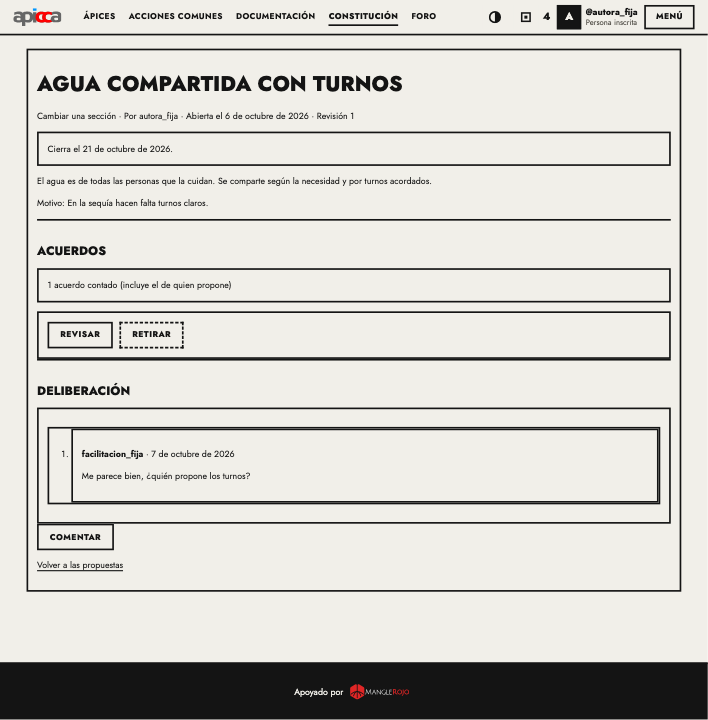 apicca
ÁPICES
ACCIONES COMUNES
DOCUMENTACIÓN
CONSTITUCIÓN
FORO
4
A
@autora_fija
Persona inscrita
MENÚ
AGUA COMPARTIDA CON TURNOS
Cambiar una sección · Por autora_fija · Abierta el 6 de octubre de 2026 · Revisión 1
Cierra el 21 de octubre de 2026.
El agua es de todas las personas que la cuidan. Se comparte según la necesidad y por turnos acordados.
Motivo: En la sequía hacen falta turnos claros.
ACUERDOS
1 acuerdo contado (incluye el de quien propone)
REVISAR
RETIRAR
DELIBERACIÓN
1. facilitacion_fija · 7 de octubre de 2026
Me parece bien, ¿quién propone los turnos?
COMENTAR
Volver a las propuestas
Apoyado por MANGLEROJO